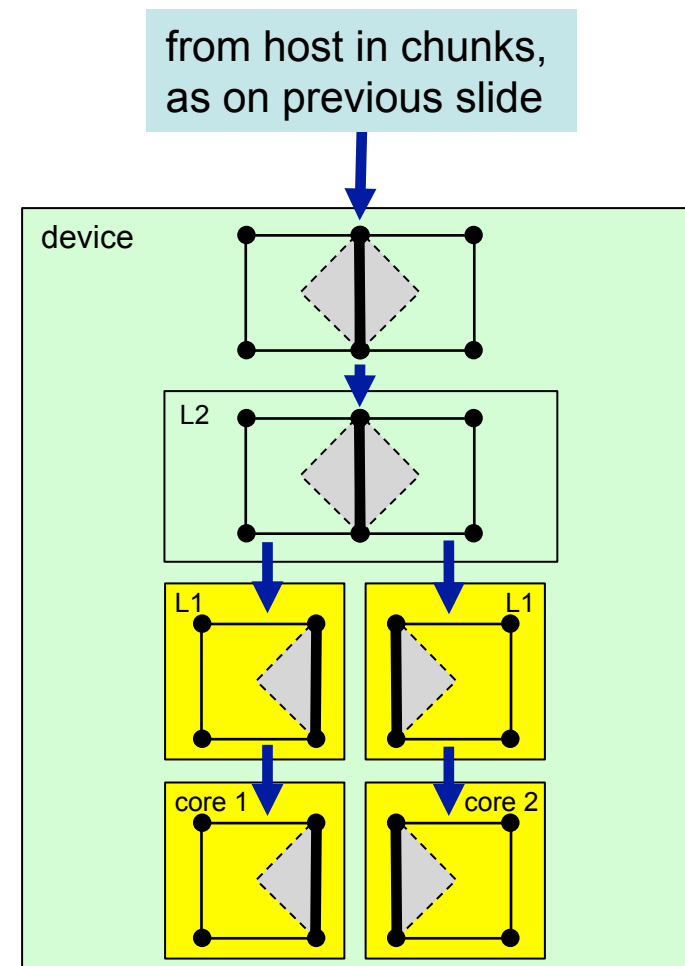 from host in chunks,
as on previous slide
device
L2
L1
L1
core 1
core 2